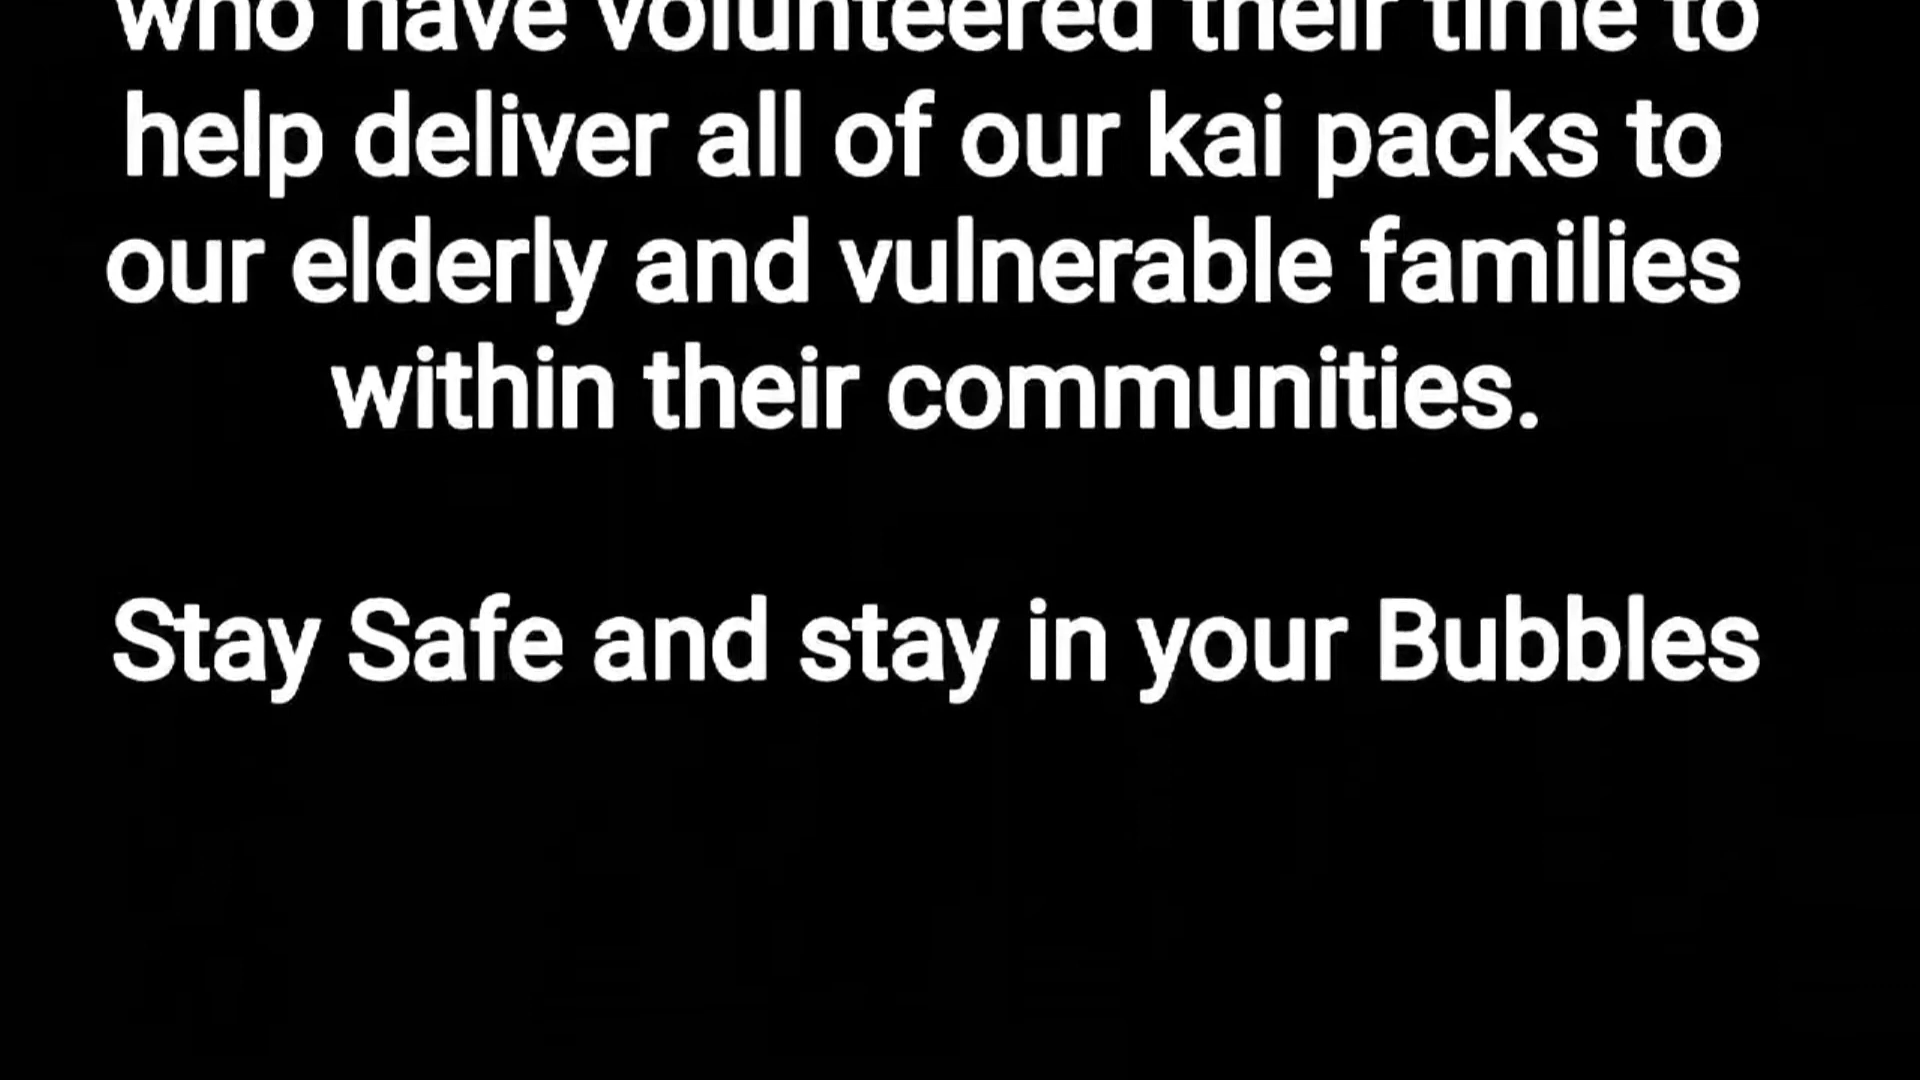 who have volunteered their time to
help deliver all of our kai packs to
our elderly and vulnerable families
within their communities.
Stay Safe and stay in your Bubbles